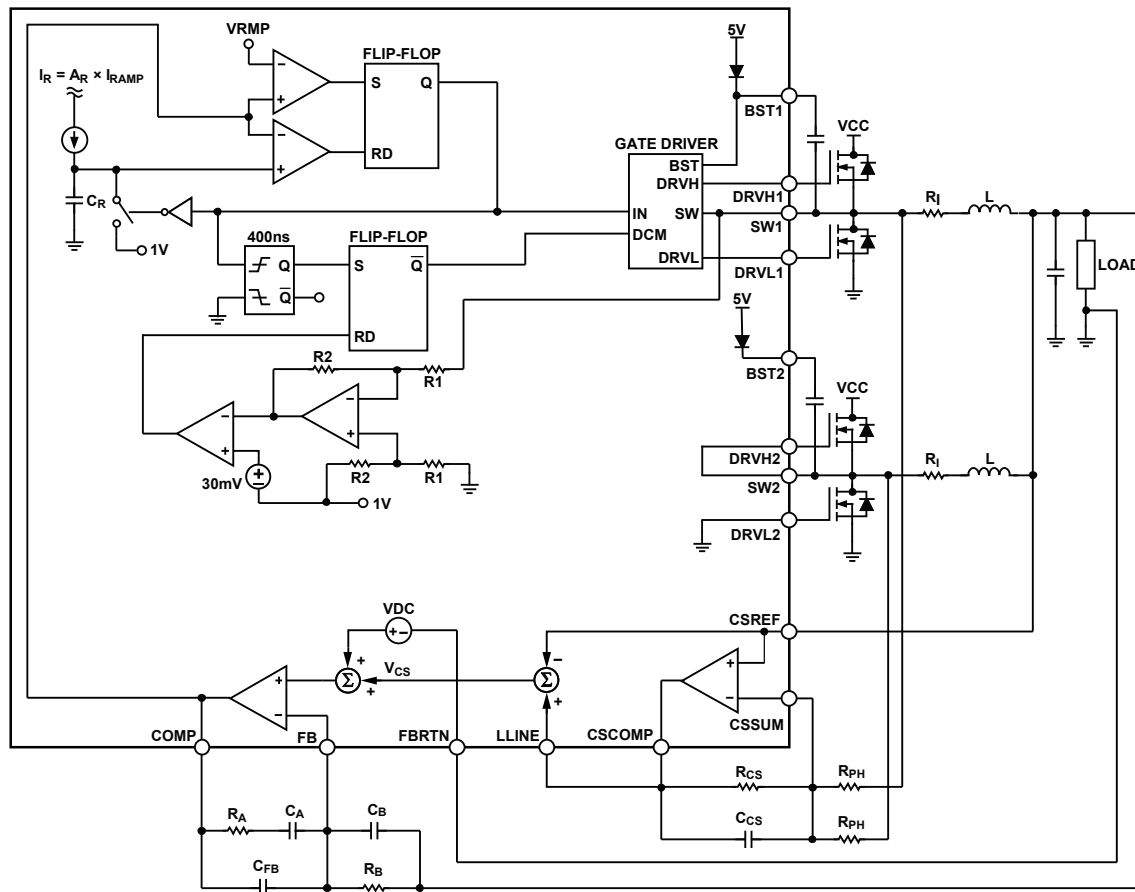 VRMP
FLIP-FLOP
5V
I_R = A_R × I_RAMP
S
Q
RD
BST1
GATE DRIVER
VCC
BST
DRVH
DRVH1
IN
SW
SW1
DCM
DRVL
DRVL1
R_I
L
C_R
1V
400ns
FLIP-FLOP
Q
S
Q̅
Q̅
RD
LOAD
5V
R2
R1
BST2
VCC
DRVH2
R_I
L
30mV
R2
R1
SW2
1V
DRVL2
VDC
CSREF
+
–
–
+
Σ
V_CS
Σ
+
+
–
+
–
+
CSSUM
COMP
FB
FBRTN
LLINE
CSCOMP
R_CS
R_PH
R_A
C_A
C_B
C_CS
R_PH
C_FB
R_B